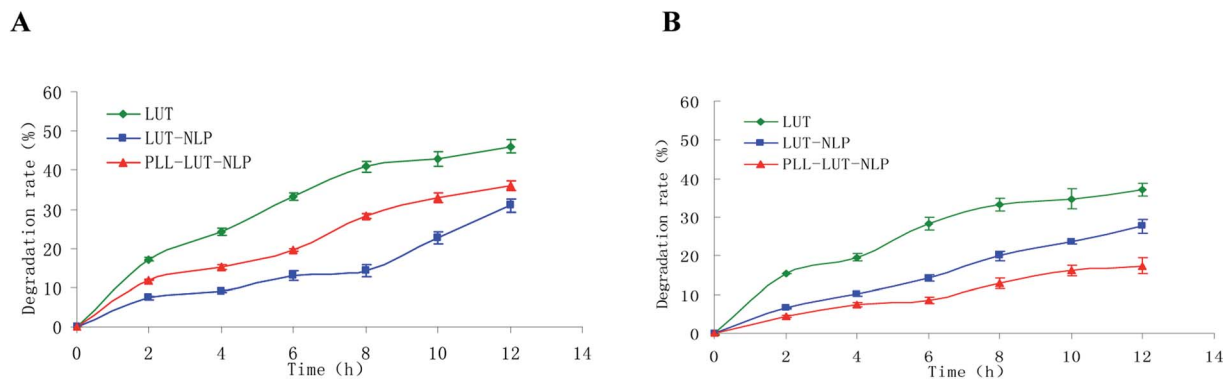 A
Degradation rate (%)
60
50
40
30
20
10
0
LUT
LUT-NLP
PLL-LUT-NLP
0 2 4 6 8 10 12 14
Time (h)
B
Degradation rate (%)
60
50
40
30
20
10
0
LUT
LUT-NLP
PLL-LUT-NLP
0 2 4 6 8 10 12 14
Time (h)